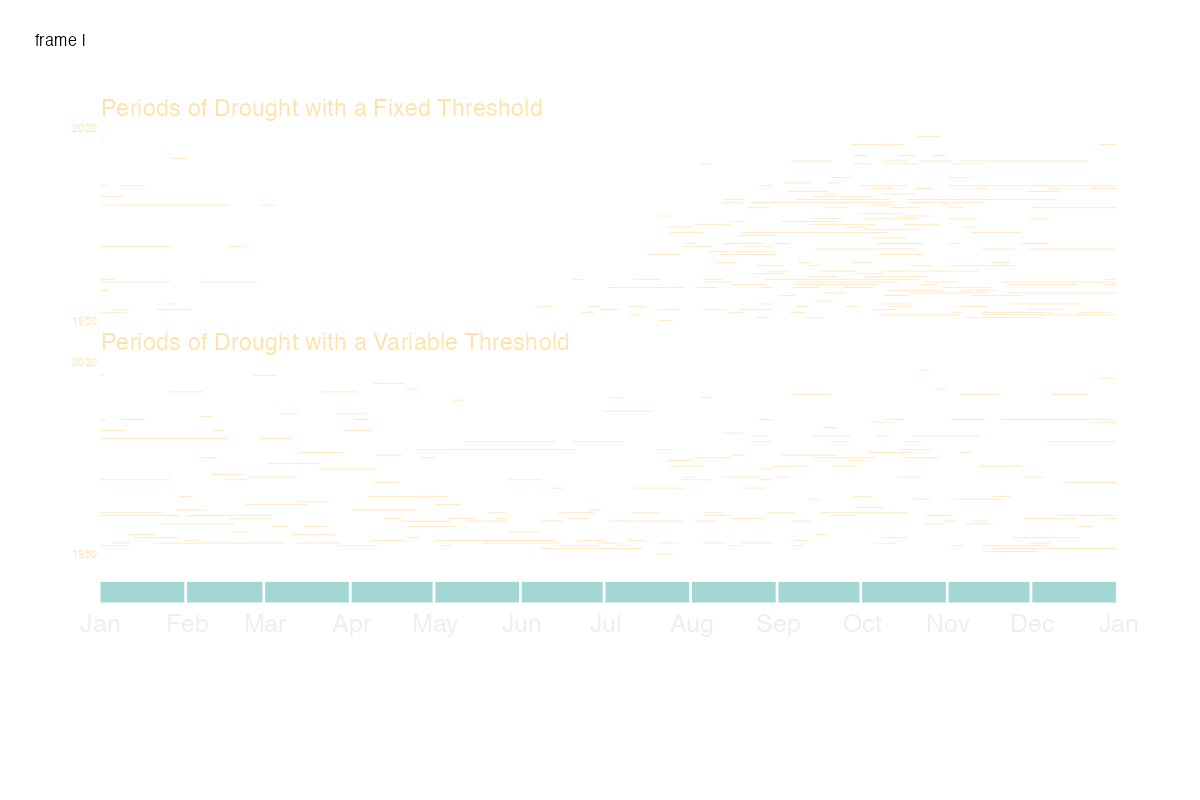 frame I
Periods of Drought with a Fixed Threshold
2020
1950
Periods of Drought with a Variable Threshold
2020
1950
Jan Feb Mar Apr May Jun Jul Aug Sep Oct Nov Dec Jan